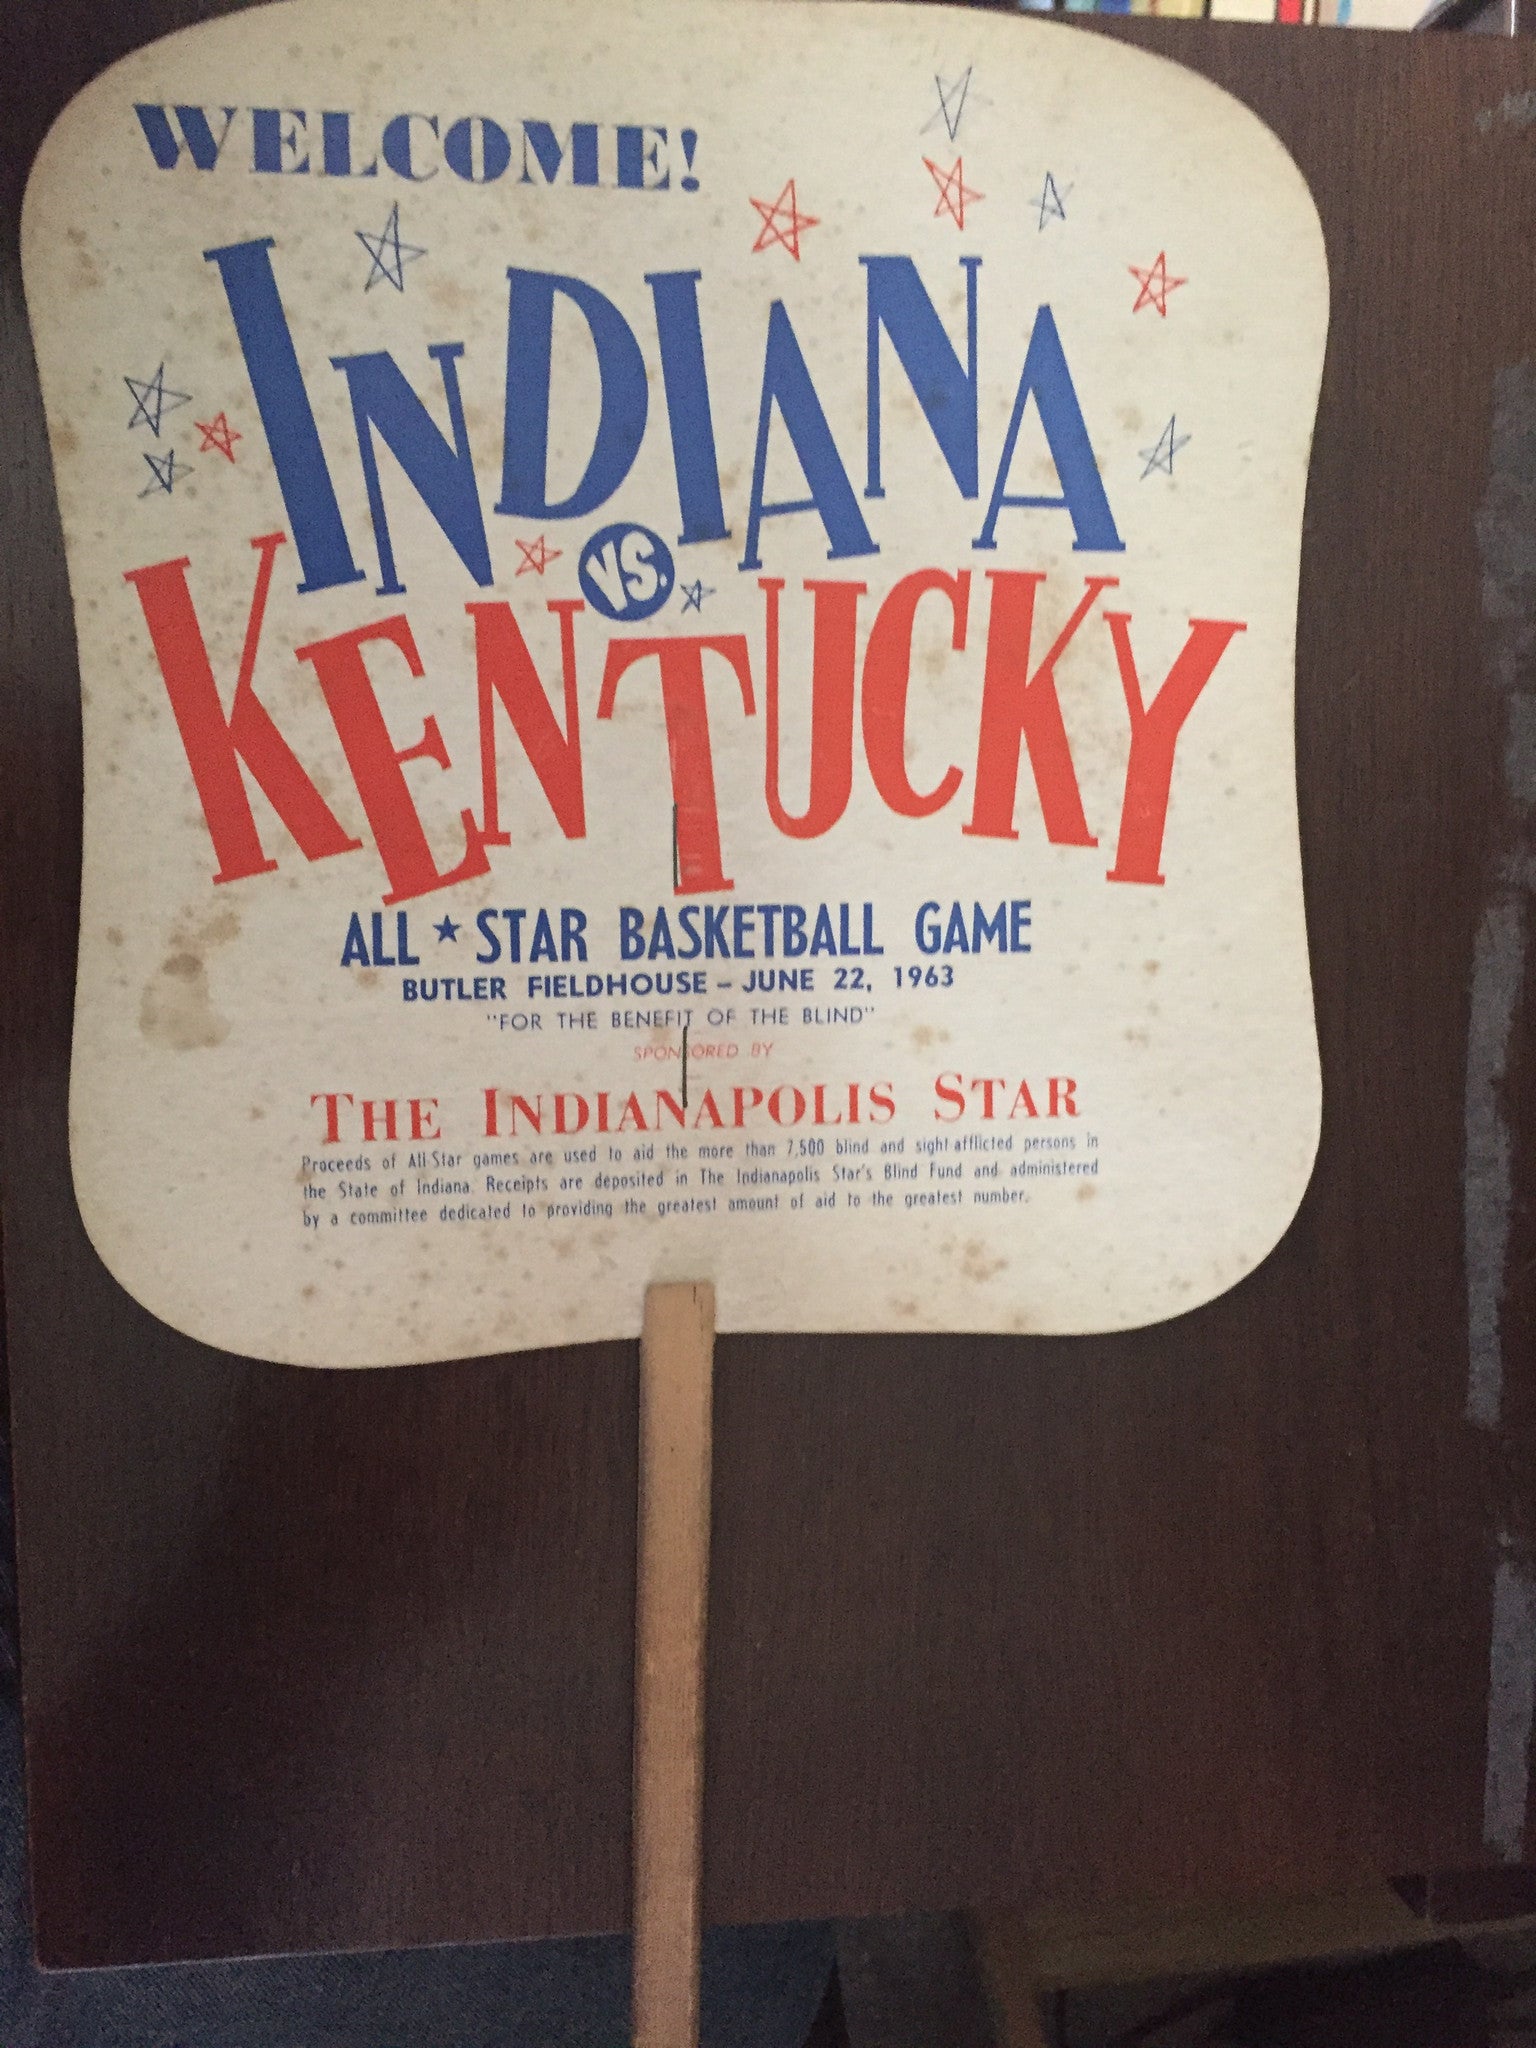 WELCOME!
INDIANA
VS.
KENTUCKY
ALL ★ STAR BASKETBALL GAME
BUTLER FIELDHOUSE – JUNE 22, 1963
"FOR THE BENEFIT OF THE BLIND"
SPONSORED BY
THE INDIANAPOLIS STAR
Proceeds of All-Star games are used to aid the more than 7,500 blind and sight-afflicted persons in
the State of Indiana. Receipts are deposited in The Indianapolis Star's Blind Fund and administered
by a committee dedicated to providing the greatest amount of aid to the greatest number.